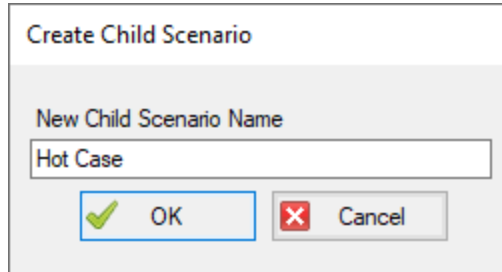 Create Child Scenario
New Child Scenario Name
Hot Case
OK Cancel